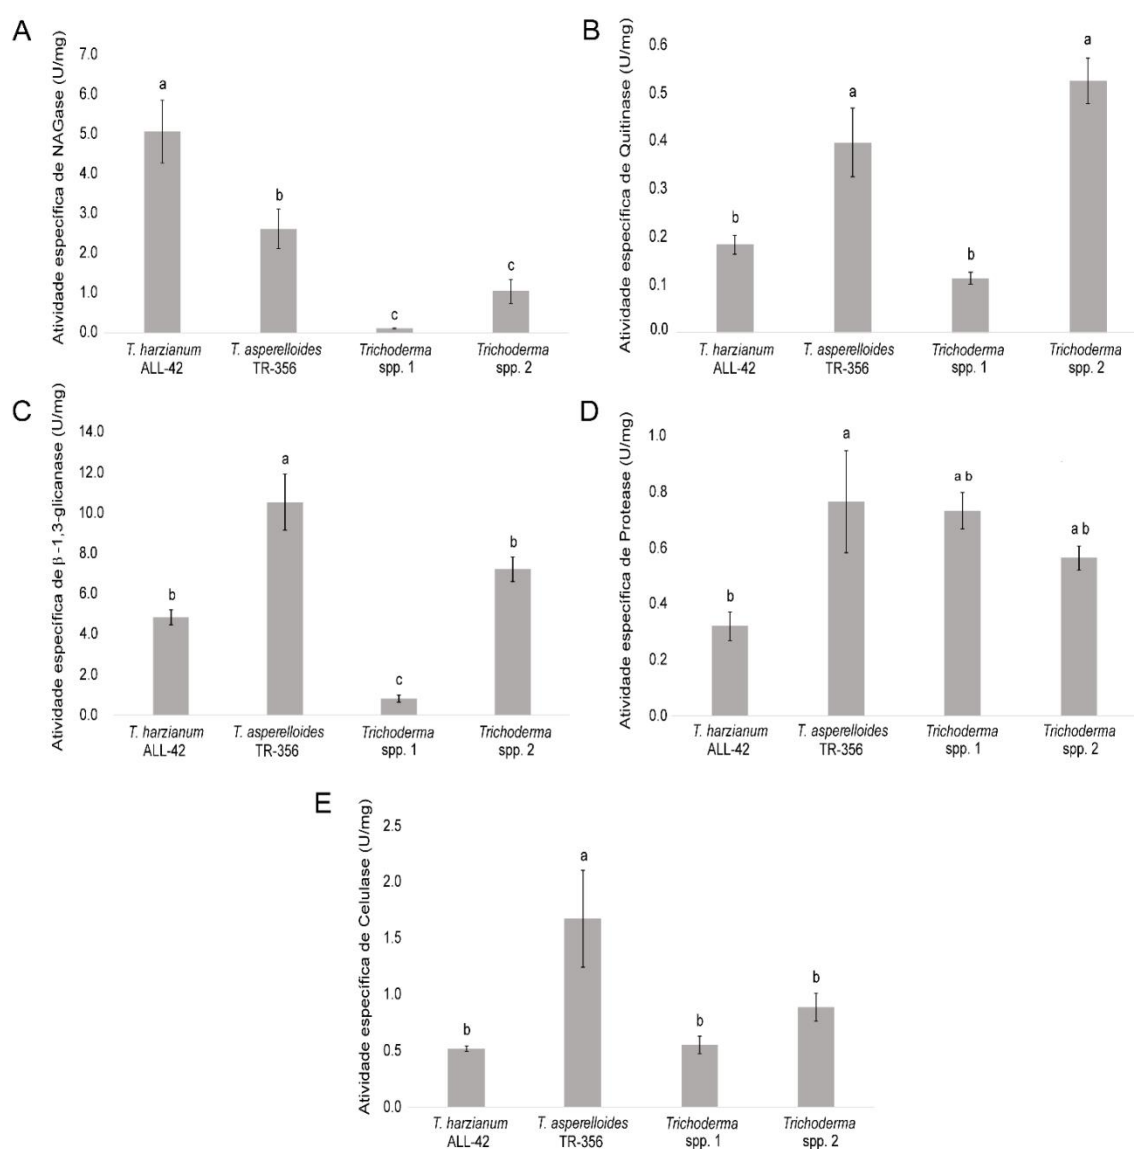 A
Atividade específica de NAGase (U/mg)
7.0
6.0
5.0
4.0
3.0
2.0
1.0
0.0
a
b
c
c
T. harzianum
ALL-42
T. asperelloides
TR-356
Trichoderma
spp. 1
Trichoderma
spp. 2
B
Atividade específica de Quitinase (U/mg)
0.6
0.5
0.4
0.3
0.2
0.1
0.0
b
a
b
a
T. harzianum
ALL-42
T. asperelloides
TR-356
Trichoderma
spp. 1
Trichoderma
spp. 2
C
Atividade específica de β-1,3-glicanase (U/mg)
14.0
12.0
10.0
8.0
6.0
4.0
2.0
0.0
b
a
c
b
T. harzianum
ALL-42
T. asperelloides
TR-356
Trichoderma
spp. 1
Trichoderma
spp. 2
D
Atividade específica de Protease (U/mg)
1.0
0.8
0.6
0.4
0.2
0.0
b
a
a b
a b
T. harzianum
ALL-42
T. asperelloides
TR-356
Trichoderma
spp. 1
Trichoderma
spp. 2
E
Atividade específica de Celulase (U/mg)
2.5
2.0
1.5
1.0
0.5
0.0
b
a
b
b
T. harzianum
ALL-42
T. asperelloides
TR-356
Trichoderma
spp. 1
Trichoderma
spp. 2